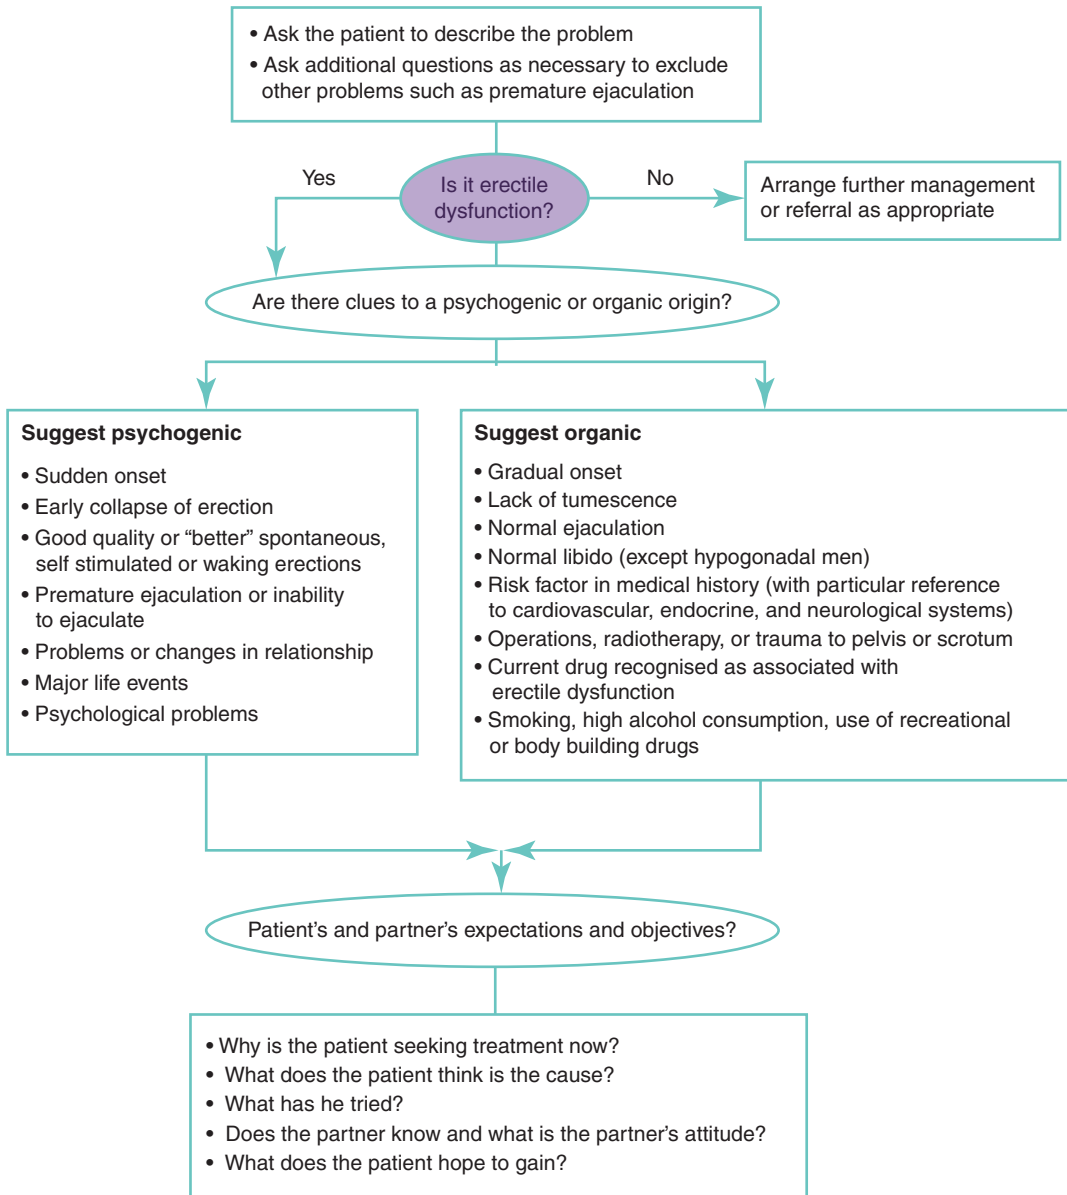 • Ask the patient to describe the problem
• Ask additional questions as necessary to exclude
other problems such as premature ejaculation
Yes
Is it erectile
dysfunction?
No
Arrange further management
or referral as appropriate
Are there clues to a psychogenic or organic origin?
Suggest psychogenic
• Sudden onset
• Early collapse of erection
• Good quality or “better” spontaneous,
self stimulated or waking erections
• Premature ejaculation or inability
to ejaculate
• Problems or changes in relationship
• Major life events
• Psychological problems
Suggest organic
• Gradual onset
• Lack of tumescence
• Normal ejaculation
• Normal libido (except hypogonadal men)
• Risk factor in medical history (with particular reference
to cardiovascular, endocrine, and neurological systems)
• Operations, radiotherapy, or trauma to pelvis or scrotum
• Current drug recognised as associated with
erectile dysfunction
• Smoking, high alcohol consumption, use of recreational
or body building drugs
Patient’s and partner’s expectations and objectives?
• Why is the patient seeking treatment now?
• What does the patient think is the cause?
• What has he tried?
• Does the partner know and what is the partner’s attitude?
• What does the patient hope to gain?